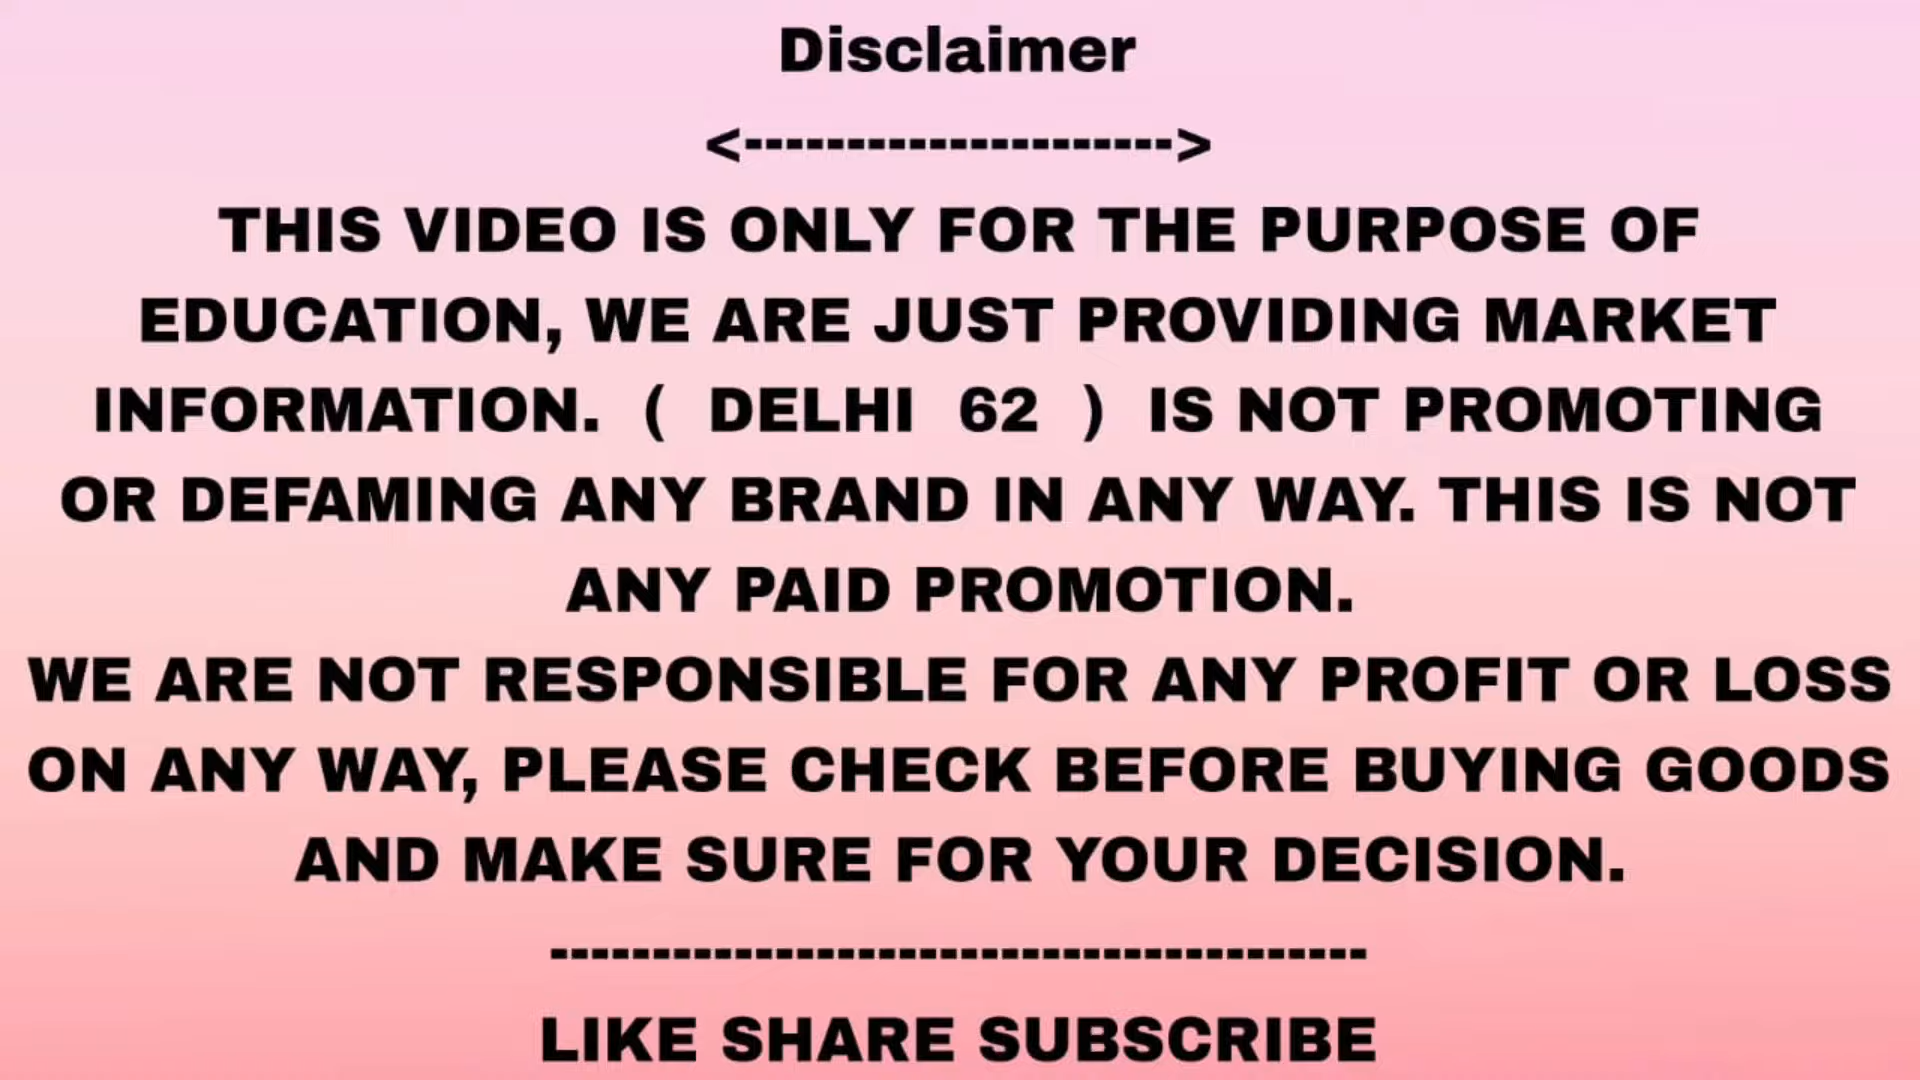 Disclaimer
<--------------------->
THIS VIDEO IS ONLY FOR THE PURPOSE OF
EDUCATION, WE ARE JUST PROVIDING MARKET
INFORMATION. ( DELHI 62 ) IS NOT PROMOTING
OR DEFAMING ANY BRAND IN ANY WAY. THIS IS NOT
ANY PAID PROMOTION.
WE ARE NOT RESPONSIBLE FOR ANY PROFIT OR LOSS
ON ANY WAY, PLEASE CHECK BEFORE BUYING GOODS
AND MAKE SURE FOR YOUR DECISION.
----------------------------------------
LIKE SHARE SUBSCRIBE